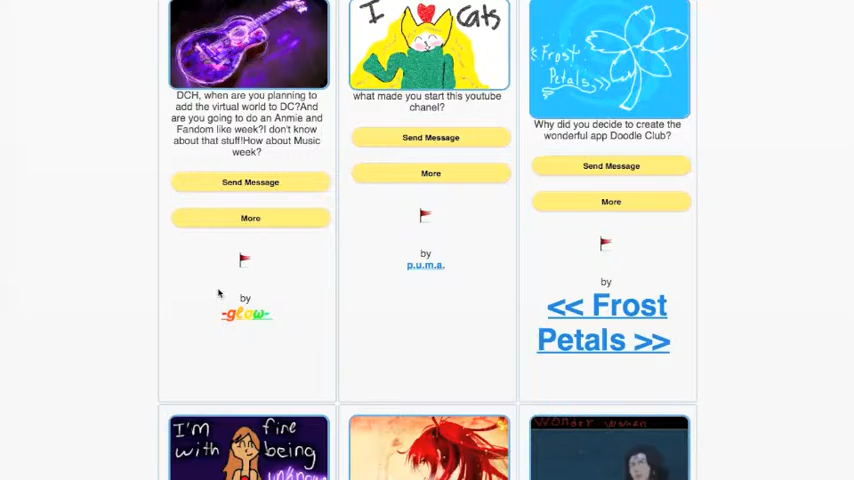 I
Cats
Frost
Petals
DCH, when are you planning to
add the virtual world to DC?And
are you going to do an Anmie and
Fandom like week?I don't know
about that stuff!How about Music
week?
Send Message
More
by
-glow-
what made you start this youtube
chanel?
Send Message
More
by
p.u.m.a.
Why did you decide to create the
wonderful app Doodle Club?
Send Message
More
by
<< Frost
Petals >>
I'm fine
with being
unknown
Wonder Woman